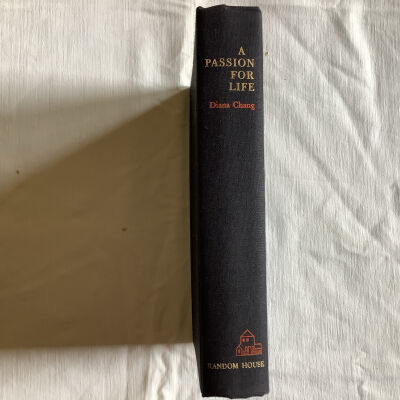 A
PASSION
FOR
LIFE
Diana Chang
RANDOM HOUSE